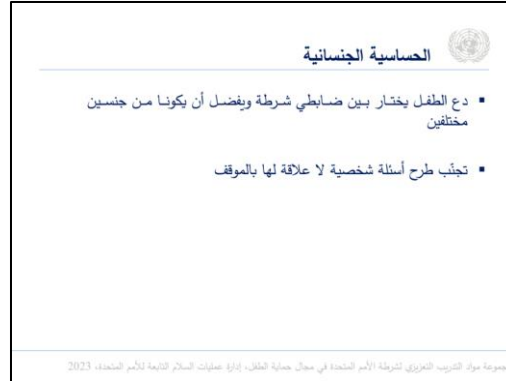 الحساسية الجنسانية
▪ دع الطفل يختار بين ضابطي شرطة ويفضل أن يكونا من جنسين
مختلفين
▪ تجنّب طرح أسئلة شخصية لا علاقة لها بالموقف
جموعة مواد التدريب التعزيزي لشرطة الأمم المتحدة في مجال حماية الطفل، إدارة عمليات السلام التابعة للأمم المتحدة، 2023